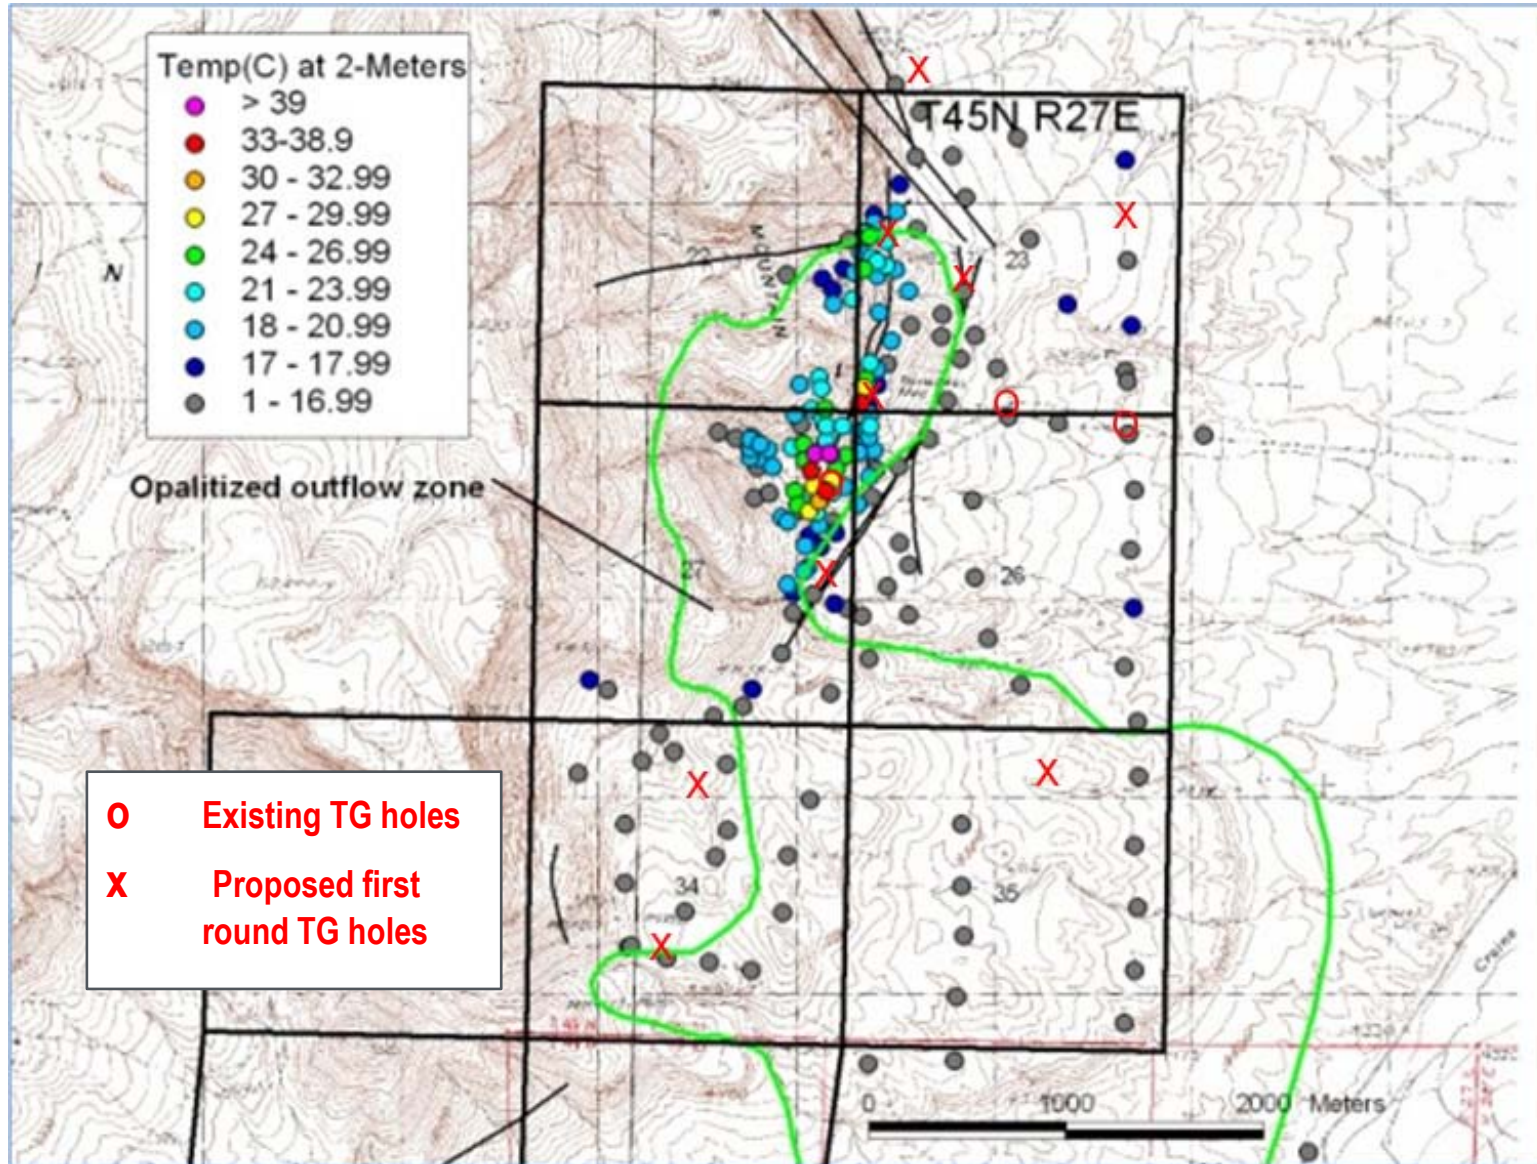 Temp(C) at 2-Meters
> 39
33-38.9
30 - 32.99
27 - 29.99
24 - 26.99
21 - 23.99
18 - 20.99
17 - 17.99
1 - 16.99
T45N R27E
N
MOUNTAIN
22
23
Opalitized outflow zone
27
26
O Existing TG holes
X Proposed first
round TG holes
34
35
0 1000 2000 Meters